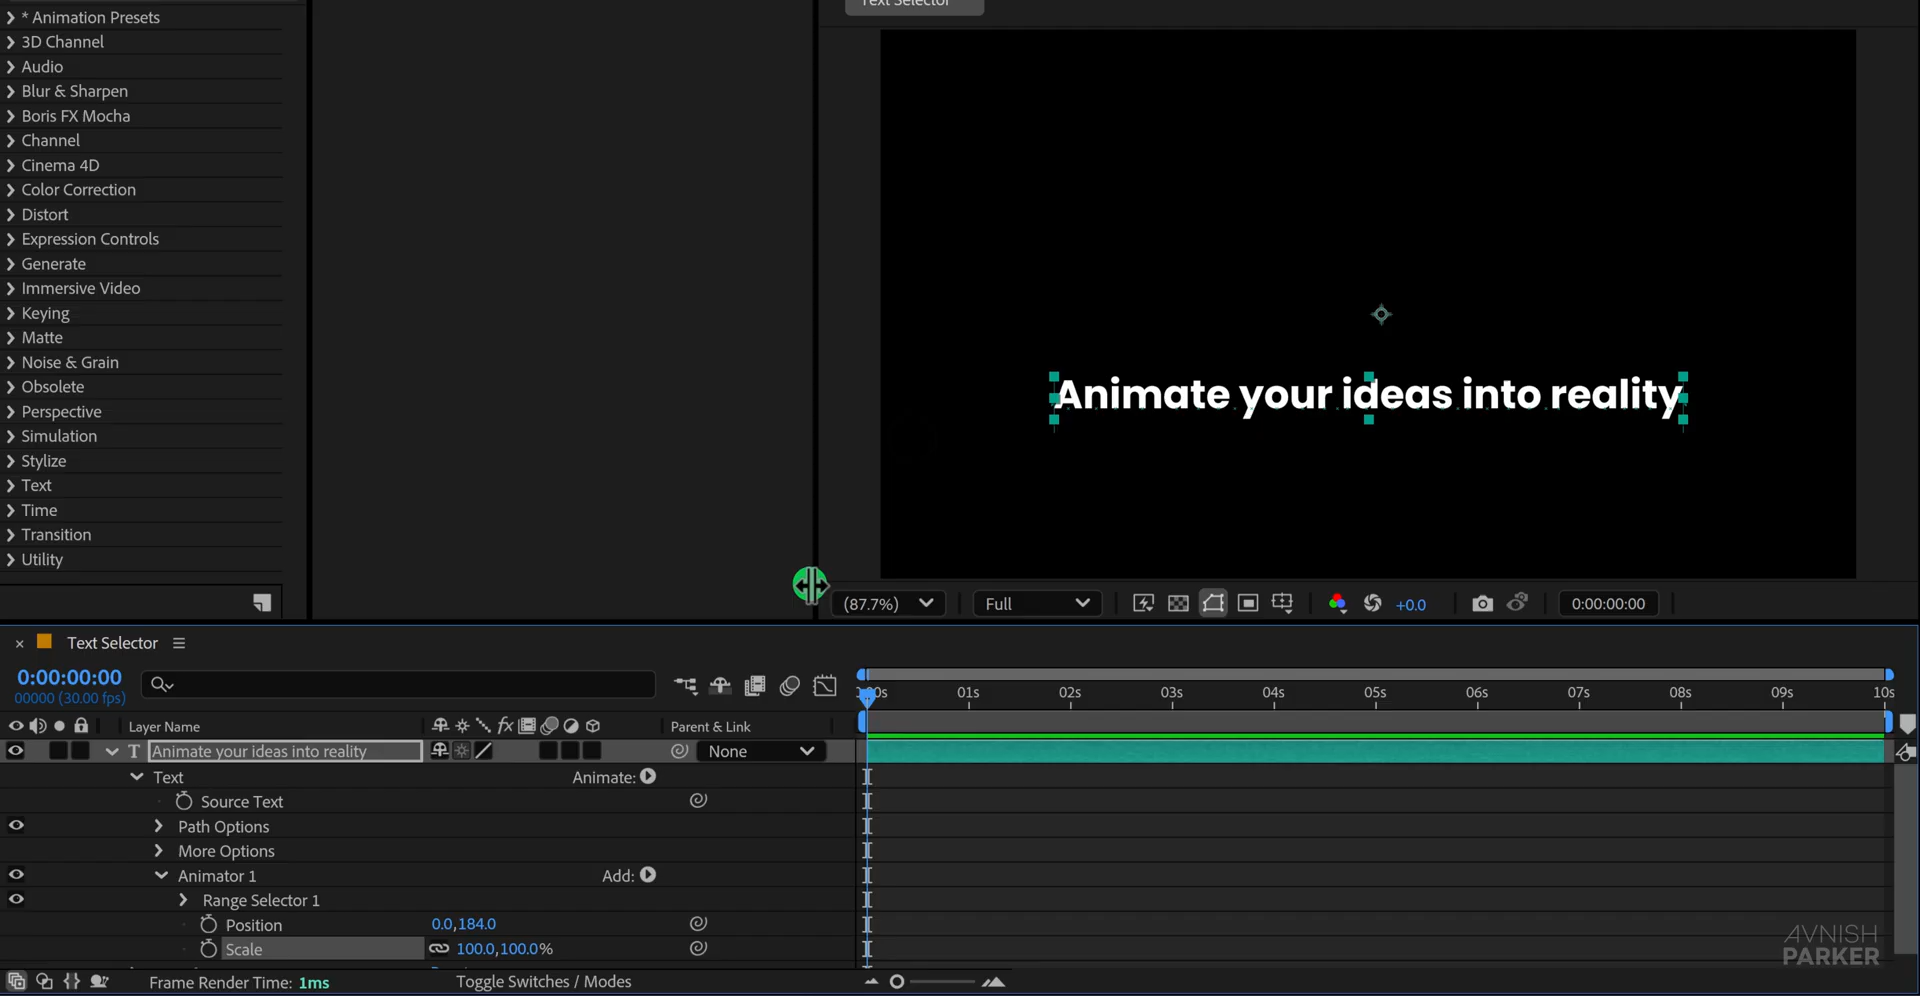 Text Selector
* Animation Presets
3D Channel
Audio
Blur & Sharpen
Boris FX Mocha
Channel
Cinema 4D
Color Correction
Distort
Expression Controls
Generate
Immersive Video
Keying
Matte
Noise & Grain
Obsolete
Perspective
Simulation
Stylize
Text
Time
Transition
Utility
Animate your ideas into reality
(87.7%) Full +0.0 0:00:00:00
Text Selector
0:00:00:00
00000 (30.00 fps)
01s 02s 03s 04s 05s 06s 07s 08s 09s 10s
Layer Name fx Parent & Link
T Animate your ideas into reality None
Text Animate:
Source Text
Path Options
More Options
Animator 1 Add:
Range Selector 1
Position 0.0,184.0
Scale 100.0,100.0%
AVNISH
PARKER
Frame Render Time: 1ms Toggle Switches / Modes